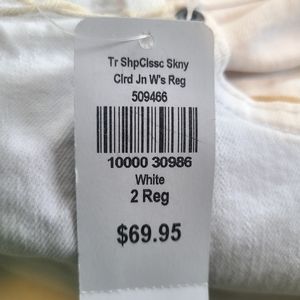 Tr ShpClssc Skny
Clrd Jn W's Reg
509466
10000 30986
White
2 Reg
$69.95